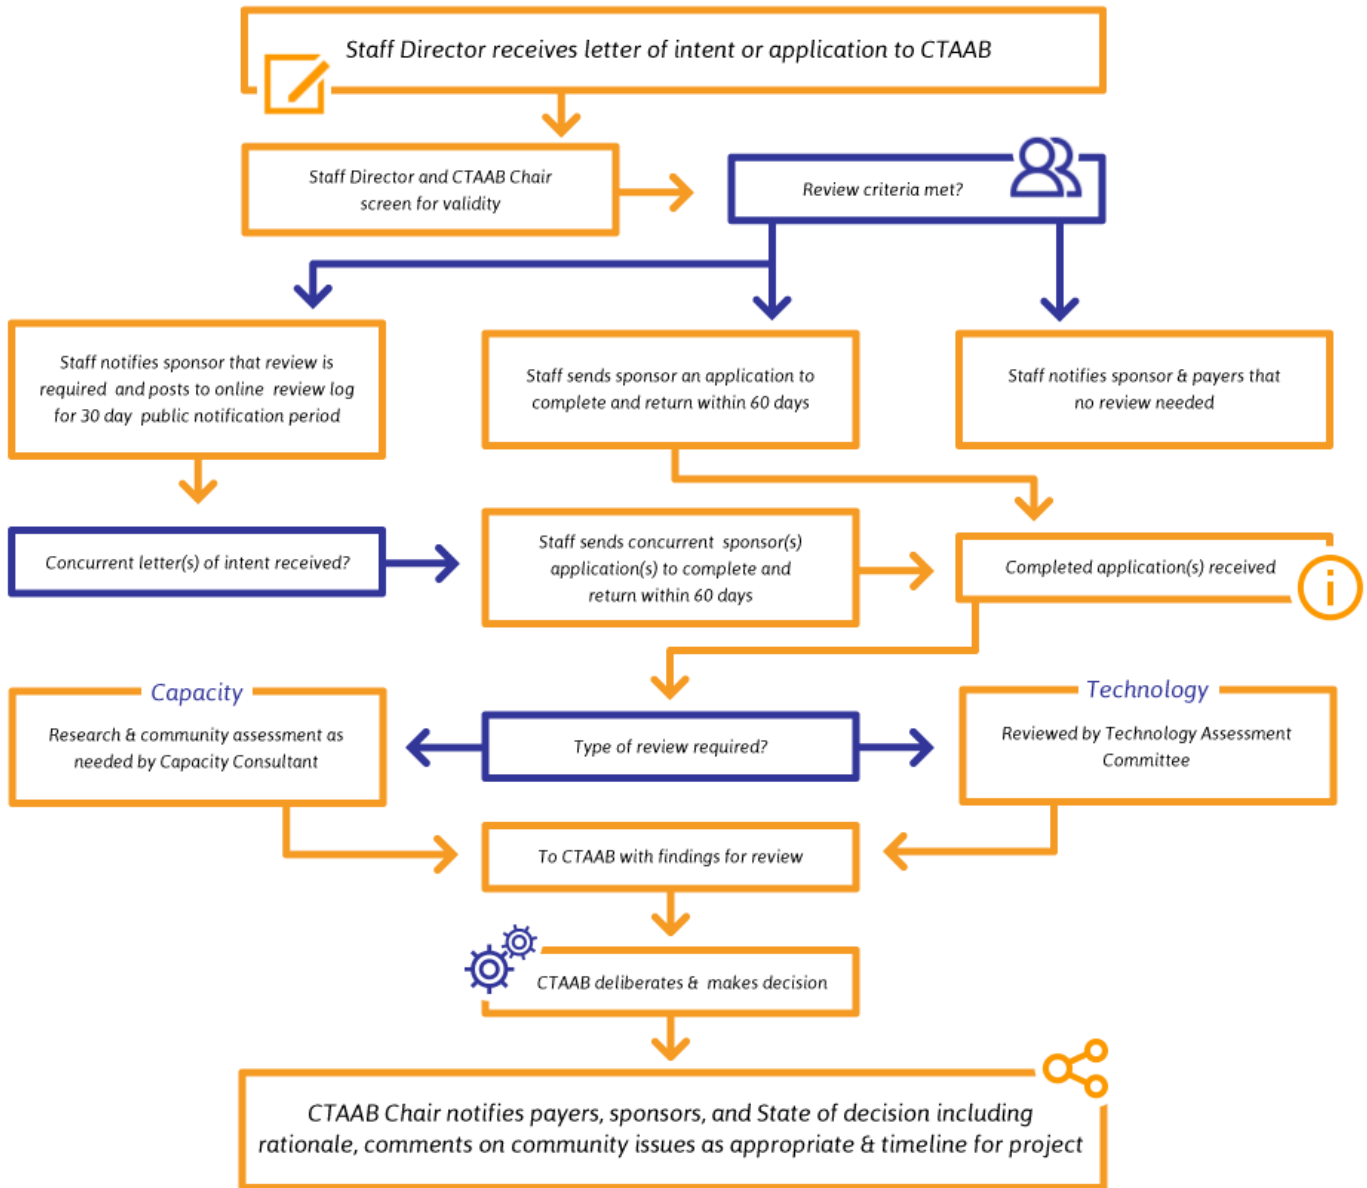 Staff Director receives letter of intent or application to CTAAB
Staff Director and CTAAB Chair
screen for validity
Review criteria met?
Staff notifies sponsor that review is
required and posts to online review log
for 30 day public notification period
Staff sends sponsor an application to
complete and return within 60 days
Staff notifies sponsor & payers that
no review needed
Concurrent letter(s) of intent received?
Staff sends concurrent sponsor(s)
application(s) to complete and
return within 60 days
Completed application(s) received
i
Capacity
Research & community assessment as
needed by Capacity Consultant
Type of review required?
Technology
Reviewed by Technology Assessment
Committee
To CTAAB with findings for review
CTAAB deliberates & makes decision
CTAAB Chair notifies payers, sponsors, and State of decision including
rationale, comments on community issues as appropriate & timeline for project